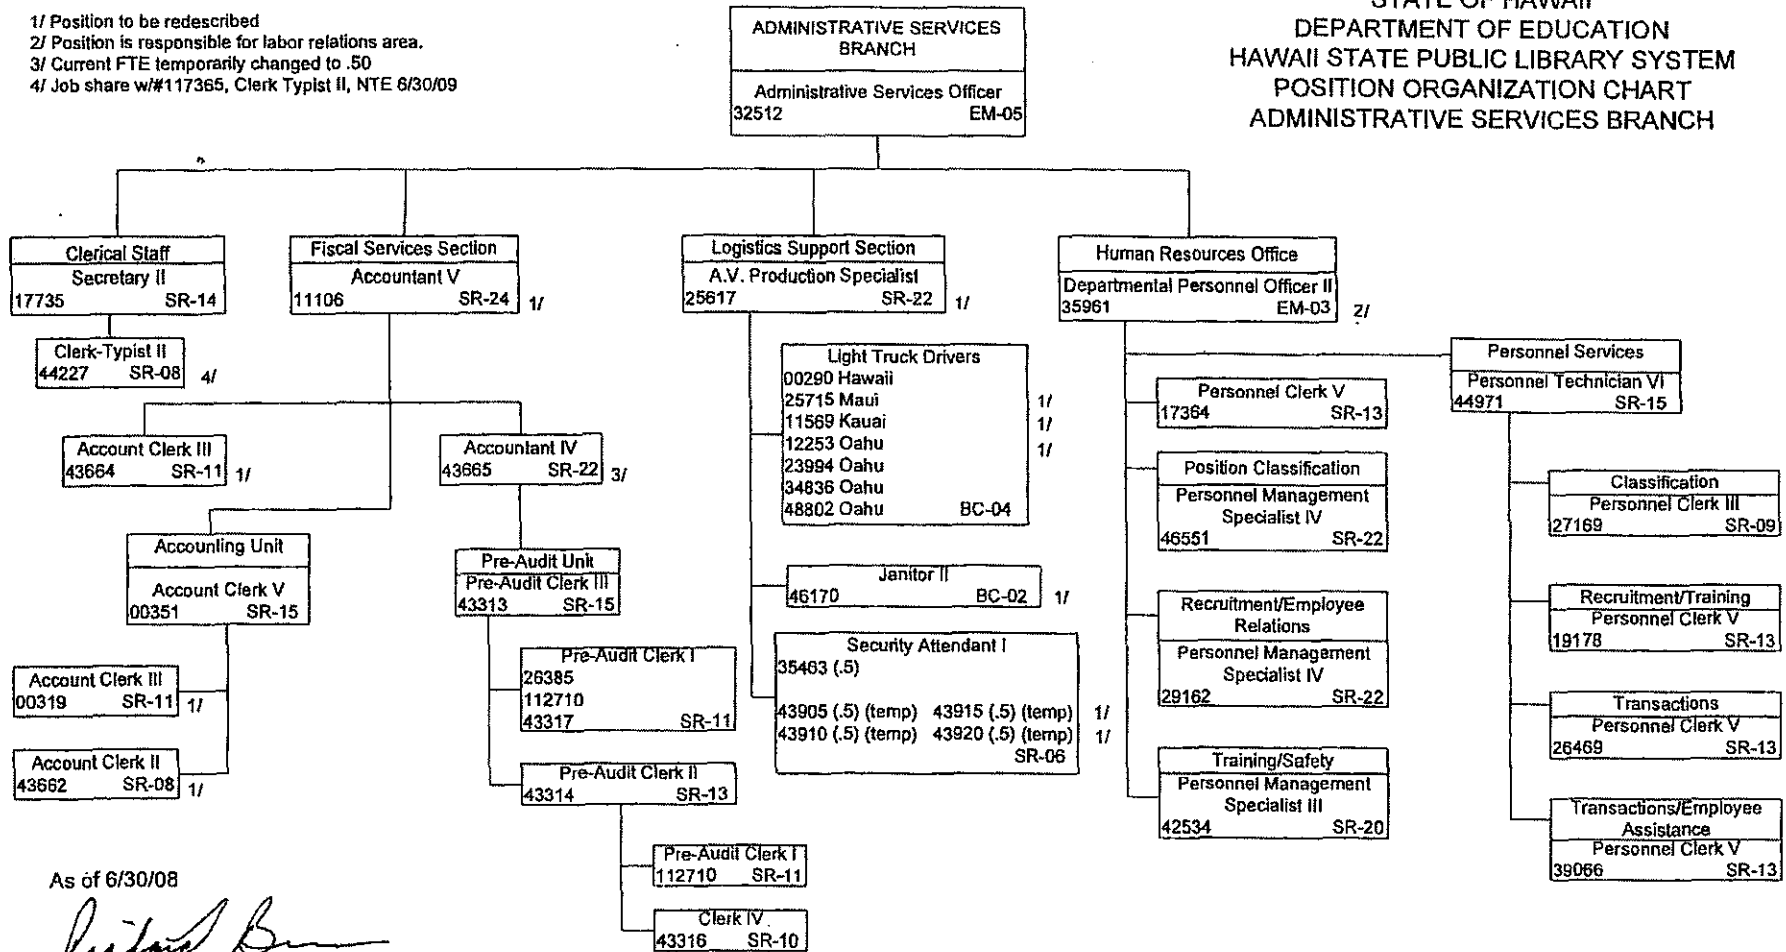 1/ Position to be redescribed
2/ Position is responsible for labor relations area.
3/ Current FTE temporarily changed to .50
4/ Job share w/#117365, Clerk Typist II, NTE 6/30/09
STATE OF HAWAII
DEPARTMENT OF EDUCATION
HAWAII STATE PUBLIC LIBRARY SYSTEM
POSITION ORGANIZATION CHART
ADMINISTRATIVE SERVICES BRANCH
ADMINISTRATIVE SERVICES
BRANCH
Administrative Services Officer
32512 EM-05
Clerical Staff
Secretary II
17735 SR-14
Clerk-Typist II
44227 SR-08 4/
Fiscal Services Section
Accountant V
11106 SR-24 1/
Account Clerk III
43664 SR-11 1/
Accountant IV
43665 SR-22 3/
Accounting Unit
Account Clerk V
00351 SR-15
Account Clerk III
00319 SR-11 1/
Account Clerk II
43662 SR-08 1/
Pre-Audit Unit
Pre-Audit Clerk III
43313 SR-15
Pre-Audit Clerk I
26385
112710
43317 SR-11
Pre-Audit Clerk II
43314 SR-13
Pre-Audit Clerk I
112710 SR-11
Clerk IV
43316 SR-10
Logistics Support Section
A.V. Production Specialist
25617 SR-22 1/
Light Truck Drivers
00290 Hawaii
25715 Maui 1/
11569 Kauai 1/
12253 Oahu 1/
23994 Oahu
34836 Oahu
48802 Oahu BC-04
Janitor II
46170 BC-02 1/
Security Attendant I
35463 (.5)
43905 (.5) (temp) 43915 (.5) (temp) 1/
43910 (.5) (temp) 43920 (.5) (temp) 1/
SR-06
Human Resources Office
Departmental Personnel Officer II
35961 EM-03 2/
Personnel Clerk V
17364 SR-13
Position Classification
Personnel Management
Specialist IV
46551 SR-22
Recruitment/Employee
Relations
Personnel Management
Specialist IV
29162 SR-22
Training/Safety
Personnel Management
Specialist III
42534 SR-20
Personnel Services
Personnel Technician VI
44971 SR-15
Classification
Personnel Clerk III
27169 SR-09
Recruitment/Training
Personnel Clerk V
19178 SR-13
Transactions
Personnel Clerk V
26469 SR-13
Transactions/Employee
Assistance
Personnel Clerk V
39066 SR-13
As of 6/30/08